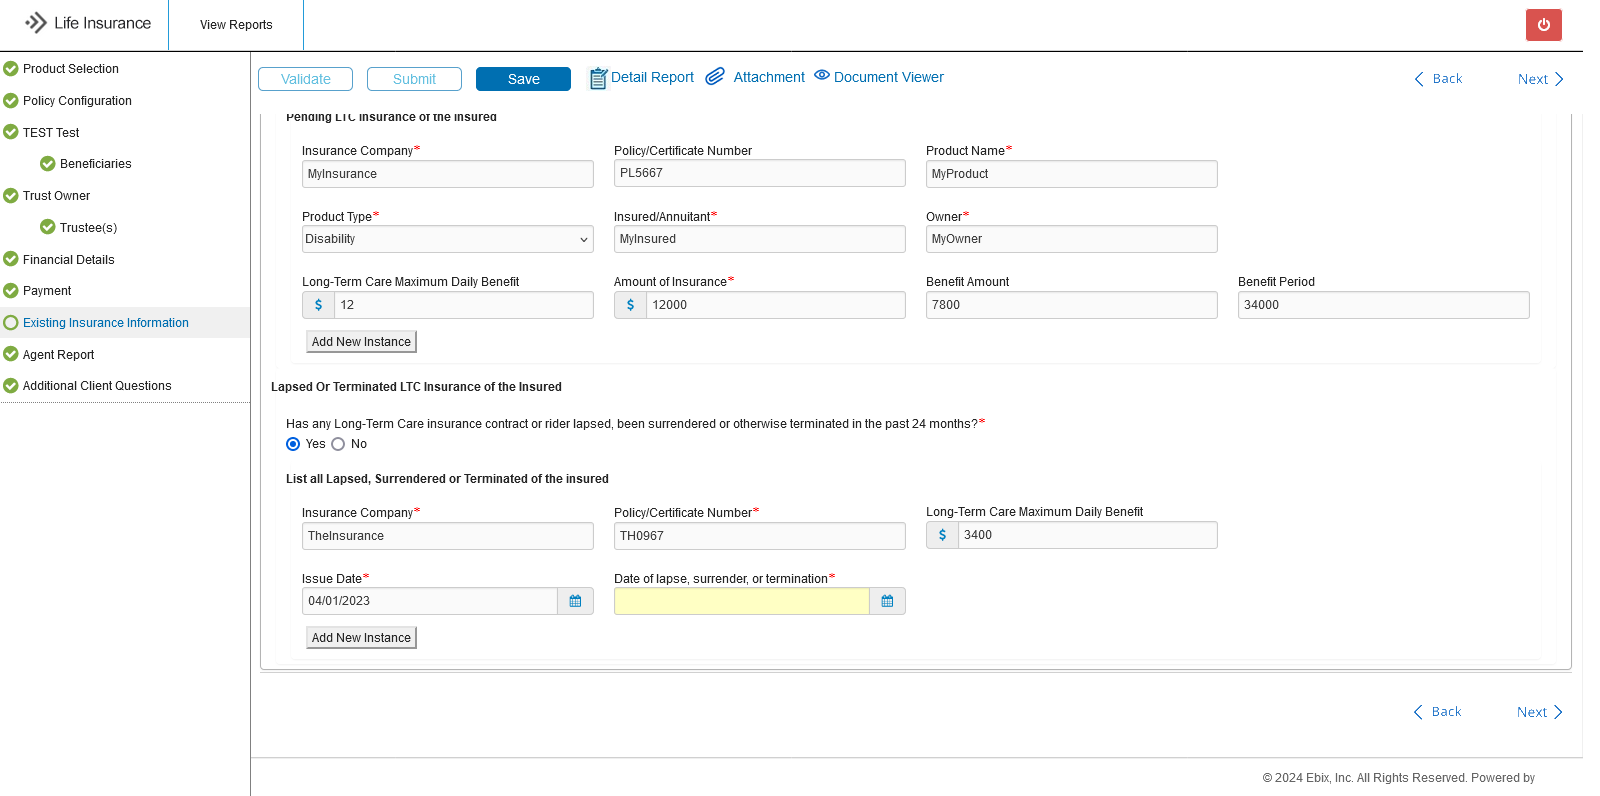 Life Insurance
View Reports
Product Selection
Policy Configuration
TEST Test
Beneficiaries
Trust Owner
Trustee(s)
Financial Details
Payment
Existing Insurance Information
Agent Report
Additional Client Questions
Validate Submit Save Detail Report Attachment Document Viewer Back Next
Pending LTC Insurance of the Insured
Insurance Company* Policy/Certificate Number Product Name*
MyInsurance PL5667 MyProduct
Product Type* Insured/Annuitant* Owner*
Disability MyInsured MyOwner
Long-Term Care Maximum Daily Benefit Amount of Insurance* Benefit Amount Benefit Period
$ 12 $ 12000 7800 34000
Add New Instance
Lapsed Or Terminated LTC Insurance of the Insured
Has any Long-Term Care insurance contract or rider lapsed, been surrendered or otherwise terminated in the past 24 months?*
Yes No
List all Lapsed, Surrendered or Terminated of the insured
Insurance Company* Policy/Certificate Number* Long-Term Care Maximum Daily Benefit
TheInsurance TH0967 $ 3400
Issue Date* Date of lapse, surrender, or termination*
04/01/2023
Add New Instance
Back Next
© 2024 Ebix, Inc. All Rights Reserved. Powered by